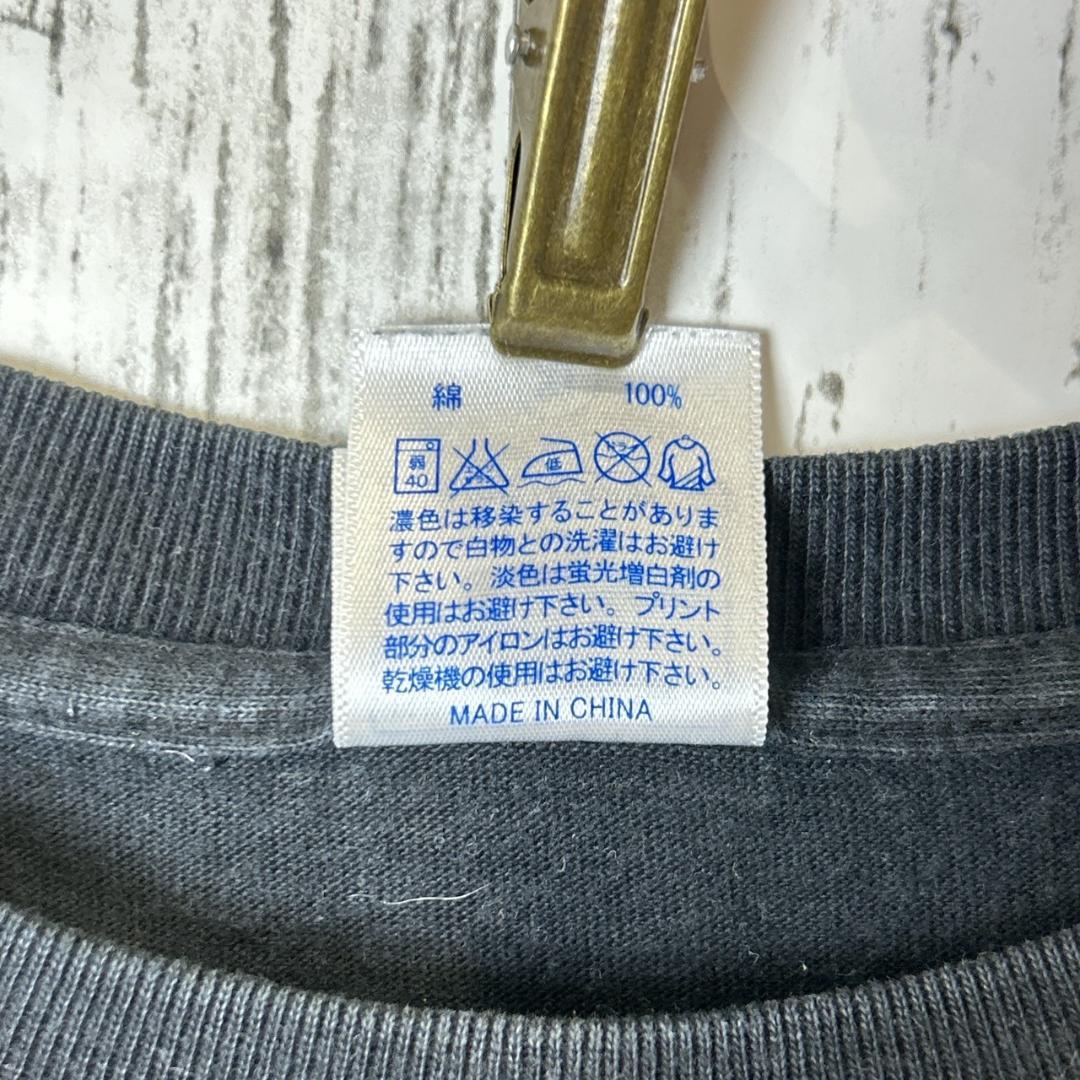 綿 100%
弱 40 低
濃色は移染することがありま
すので白物との洗濯はお避け
下さい。淡色は蛍光増白剤の
使用はお避け下さい。プリント
部分のアイロンはお避け下さい。
乾燥機の使用はお避け下さい。
MADE IN CHINA